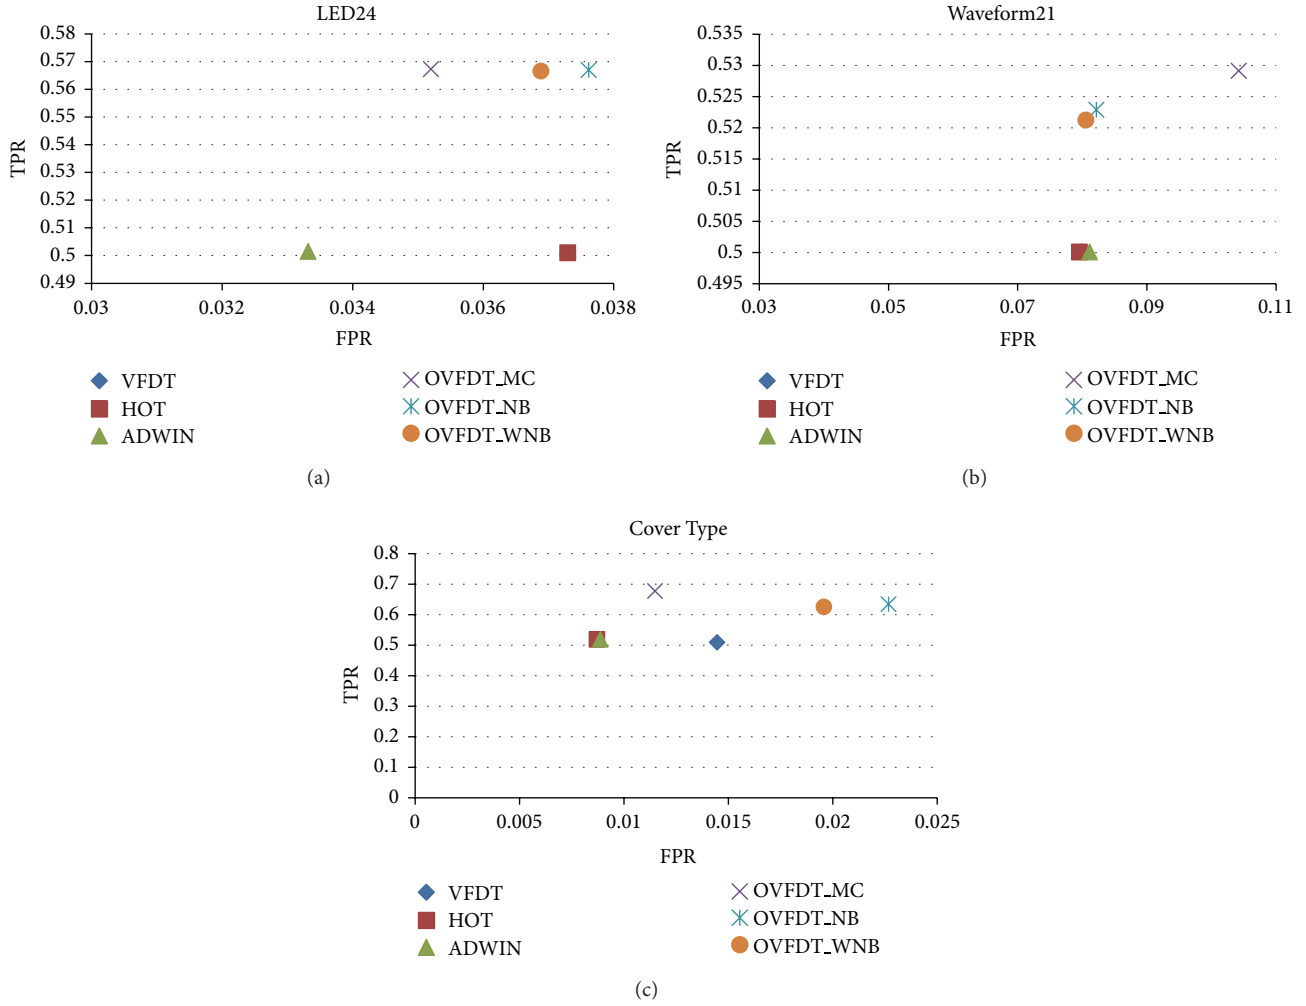 LED24
0.58
0.57
0.56
0.55
0.54
0.53
0.52
0.51
0.5
0.49
TPR
0.03 0.032 0.034 0.036 0.038
FPR
VFDT
HOT
ADWIN
OVFDT_MC
OVFDT_NB
OVFDT_WNB
(a)
Waveform21
0.535
0.53
0.525
0.52
0.515
0.51
0.505
0.5
0.495
TPR
0.03 0.05 0.07 0.09 0.11
FPR
VFDT
HOT
ADWIN
OVFDT_MC
OVFDT_NB
OVFDT_WNB
(b)
Cover Type
0.8
0.7
0.6
0.5
0.4
0.3
0.2
0.1
0
TPR
0 0.005 0.01 0.015 0.02 0.025
FPR
VFDT
HOT
ADWIN
OVFDT_MC
OVFDT_NB
OVFDT_WNB
(c)